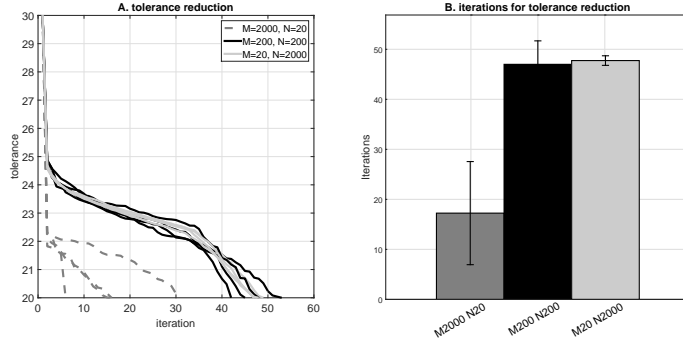 A. tolerance reduction
30
29
28
27
26
25
24
23
22
21
20
tolerance
0
10
20
30
40
50
60
iteration
M=2000, N=20
M=200, N=200
M=20, N=2000
B. iterations for tolerance reduction
50
40
30
20
10
0
Iterations
M2000 N20
M200 N200
M20 N2000